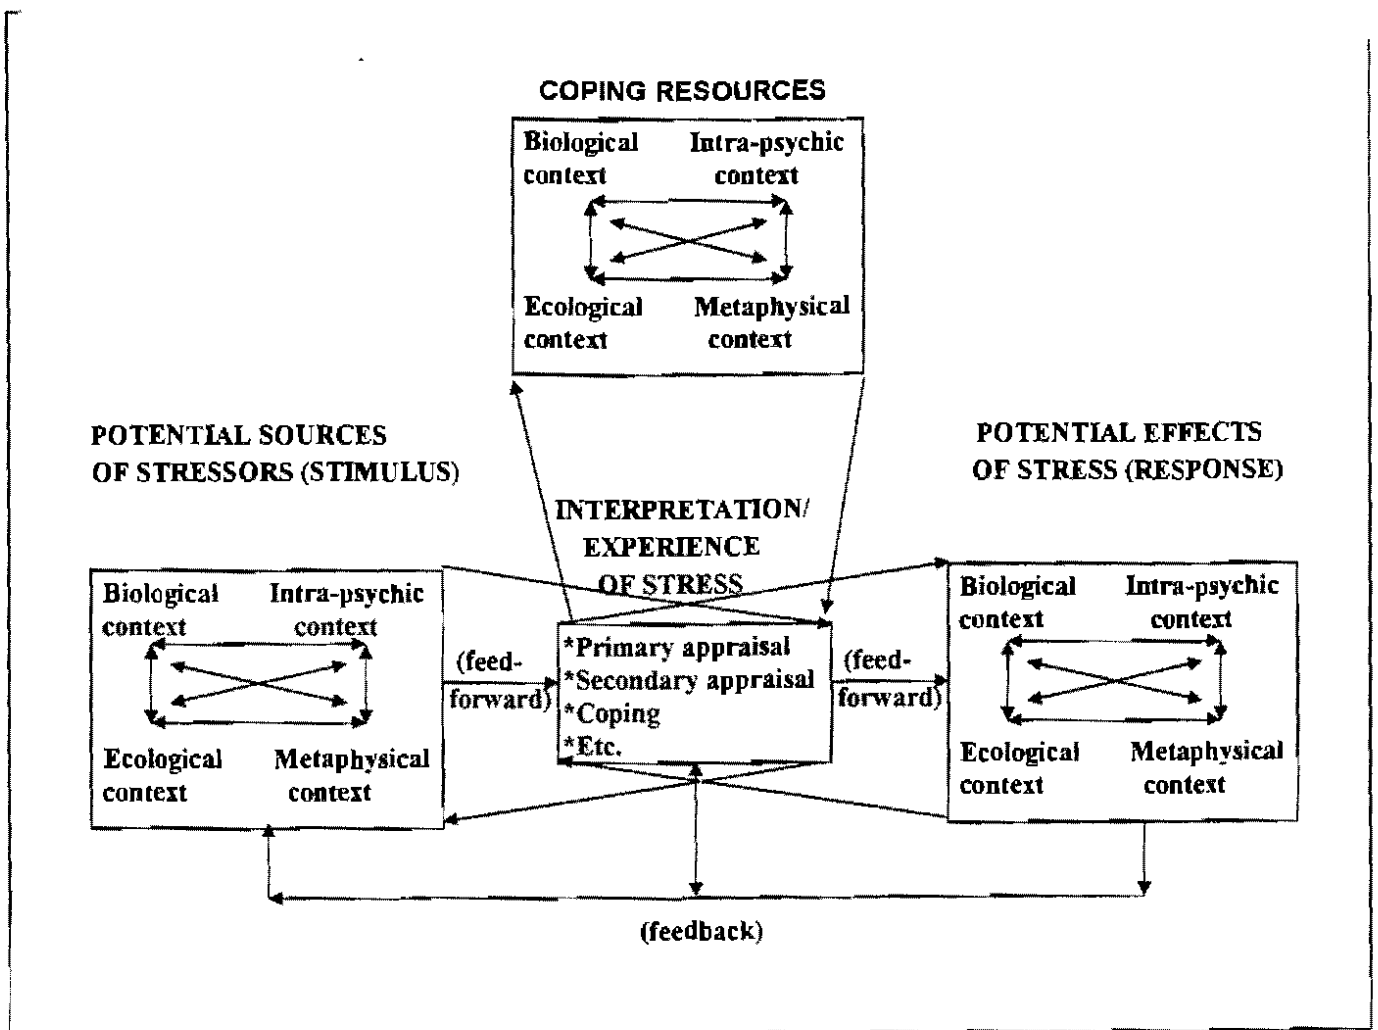 COPING RESOURCES
Biological Intra-psychic
context context
Ecological Metaphysical
context context
POTENTIAL SOURCES
OF STRESSORS (STIMULUS)
POTENTIAL EFFECTS
OF STRESS (RESPONSE)
INTERPRETATION/
EXPERIENCE
OF STRESS
Biological Intra-psychic
context context
Ecological Metaphysical
context context
(feed-
forward)
*Primary appraisal
*Secondary appraisal
*Coping
*Etc.
(feed-
forward)
Biological Intra-psychic
context context
Ecological Metaphysical
context context
(feedback)